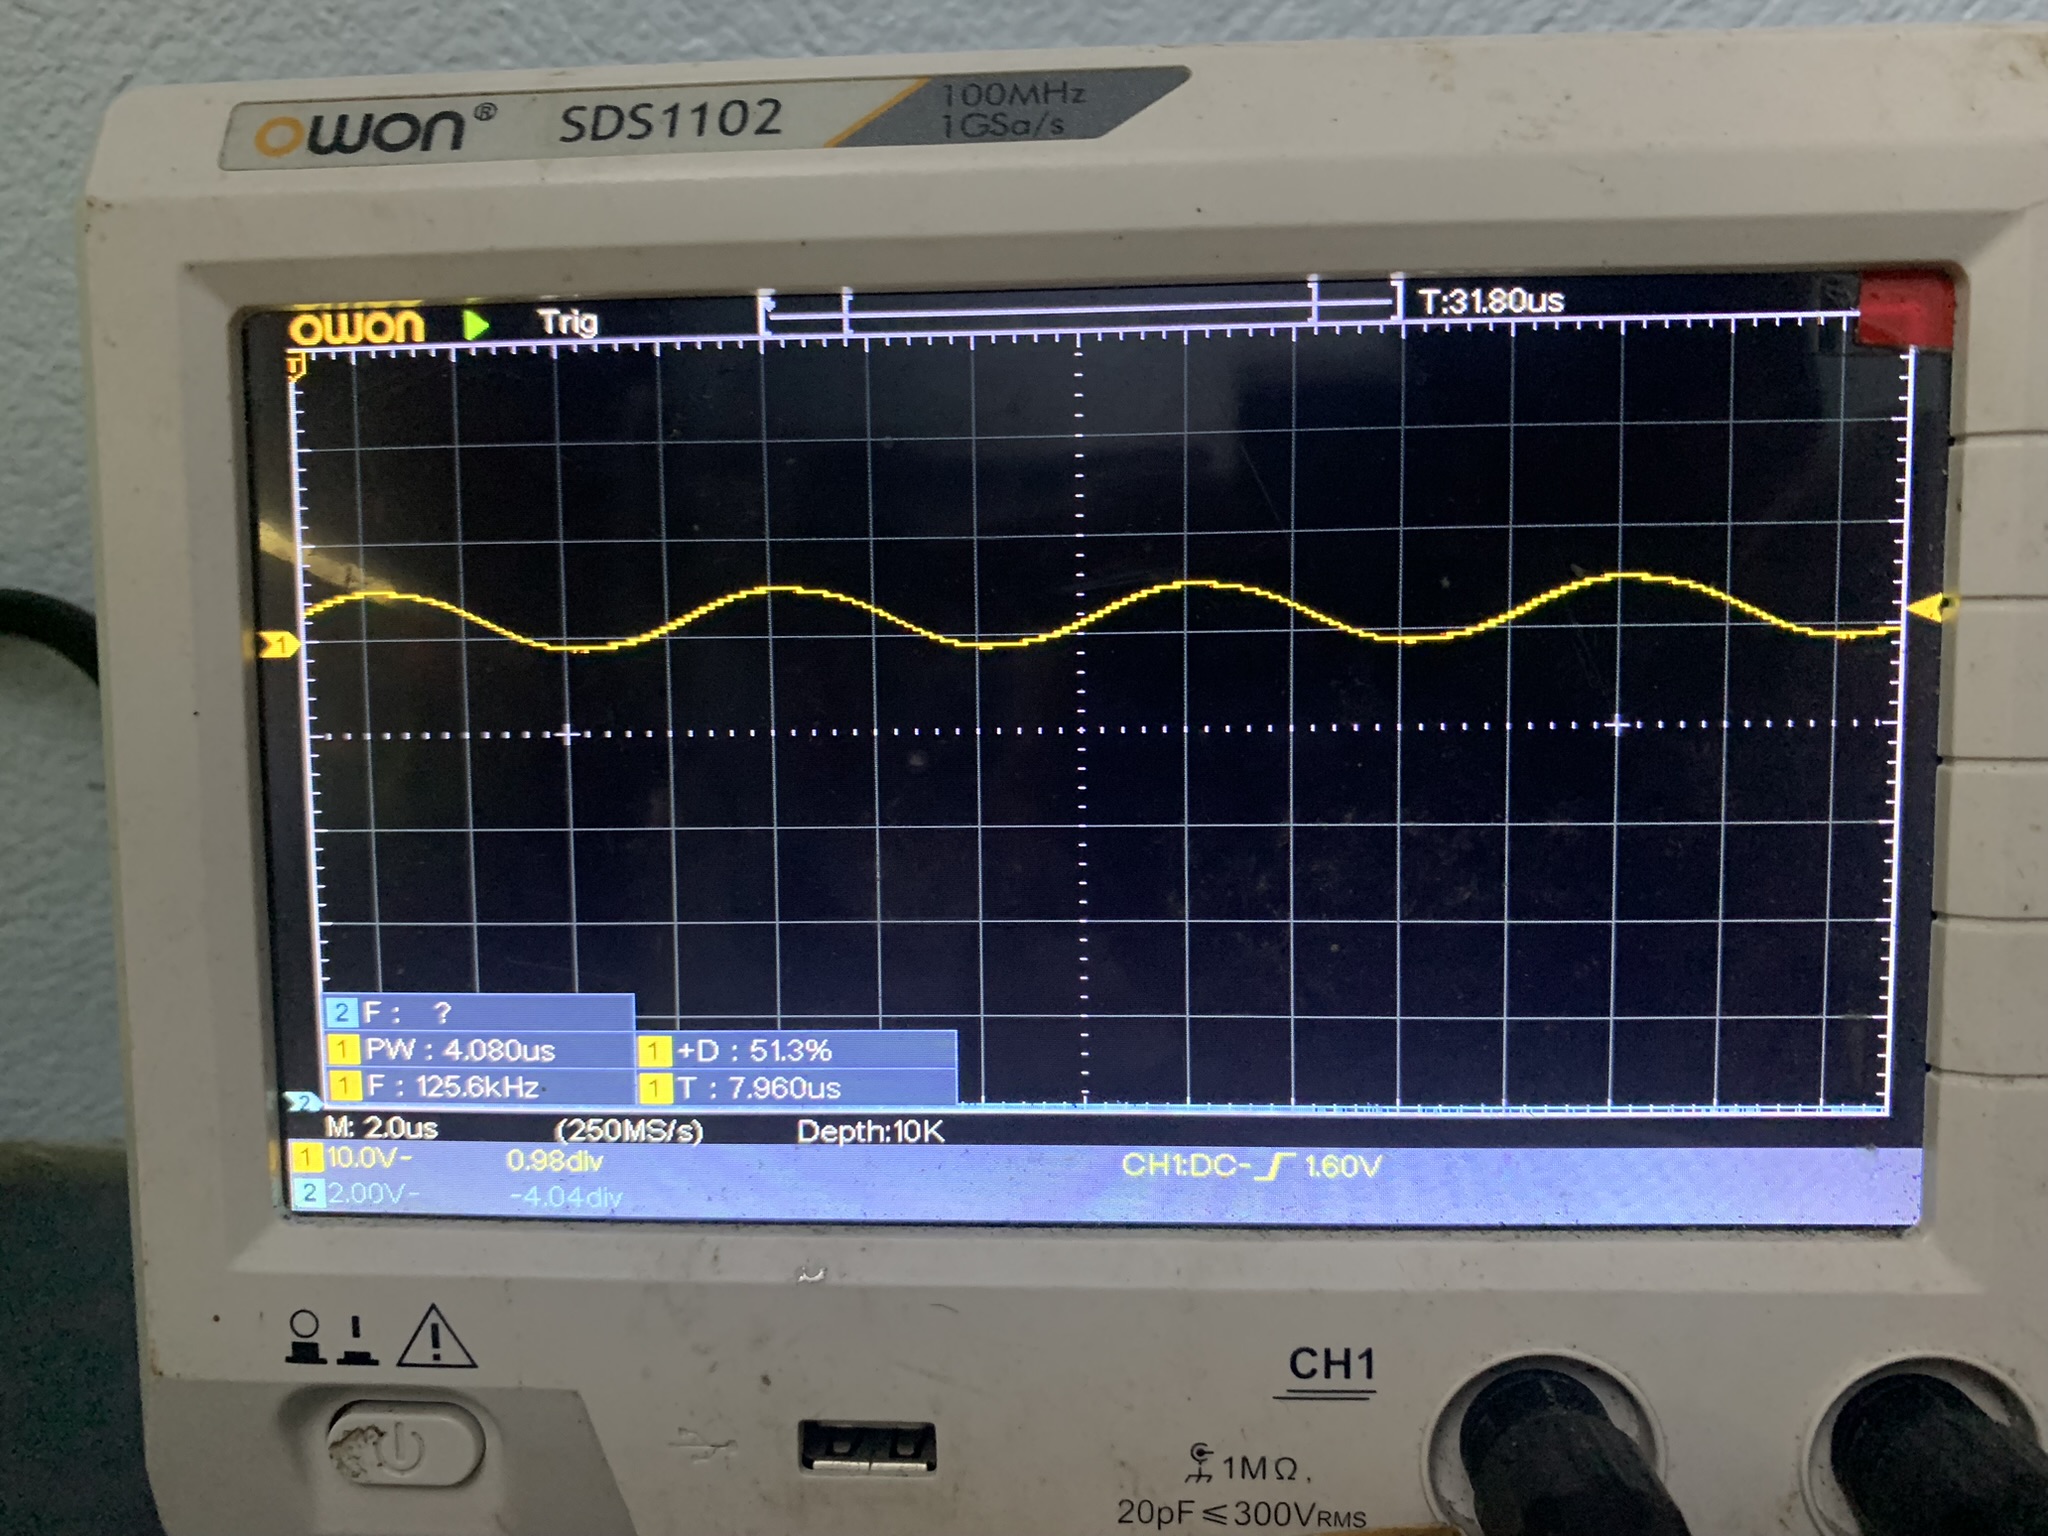 owon® SDS1102 100MHz
1GSa/s
owon Trig T:31.80us
T
1
2 F : ?
1 PW : 4.080us 1 +D : 51.3%
1 F : 125.6kHz 1 T : 7.960us
2
M: 2.0us (250MS/s) Depth:10K
1 10.0V~ 0.98div CH1:DC- 1.60V
2 2.00V~ -4.04div
CH1
1MΩ,
20pF≤300VRMS